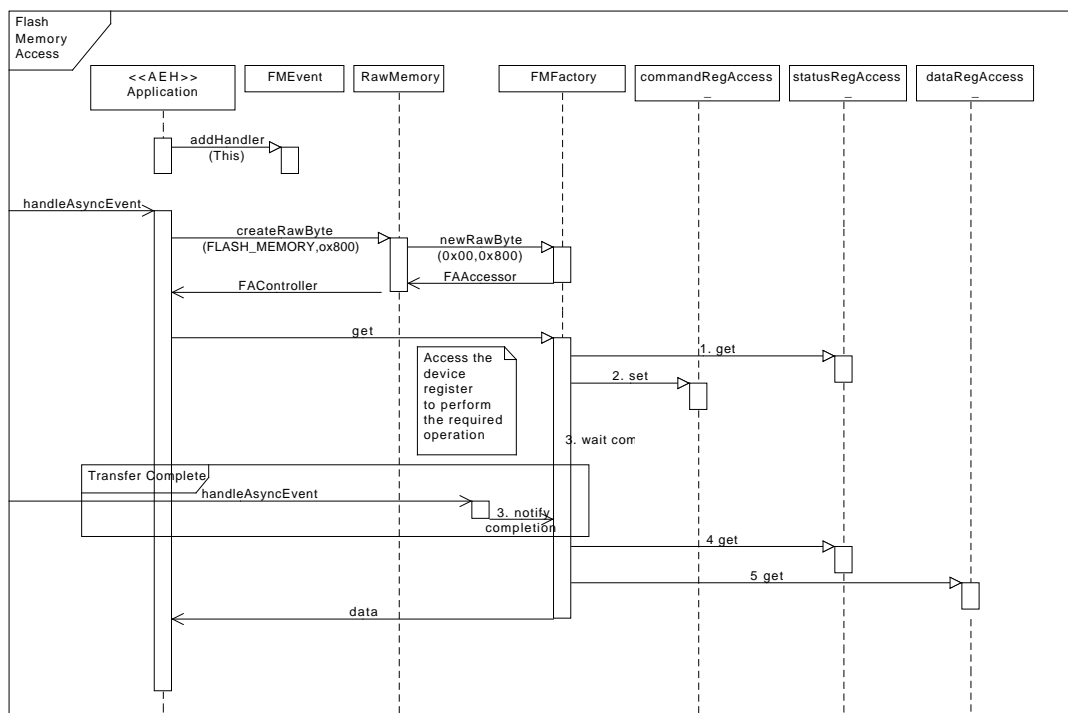 Flash
Memory
Access
<<AEH>>
Application
FMEvent
RawMemory
FMFactory
commandRegAccess
_
statusRegAccess
_
dataRegAccess
_
addHandler
(This)
handleAsyncEvent
createRawByte
(FLASH_MEMORY,ox800)
newRawByte
(0x00,0x800)
FAAccessor
FAController
get
Access the
device
register
to perform
the required
operation
1. get
2. set
3. wait com
Transfer Complete
handleAsyncEvent
3. notify
completion
4 get
5 get
data